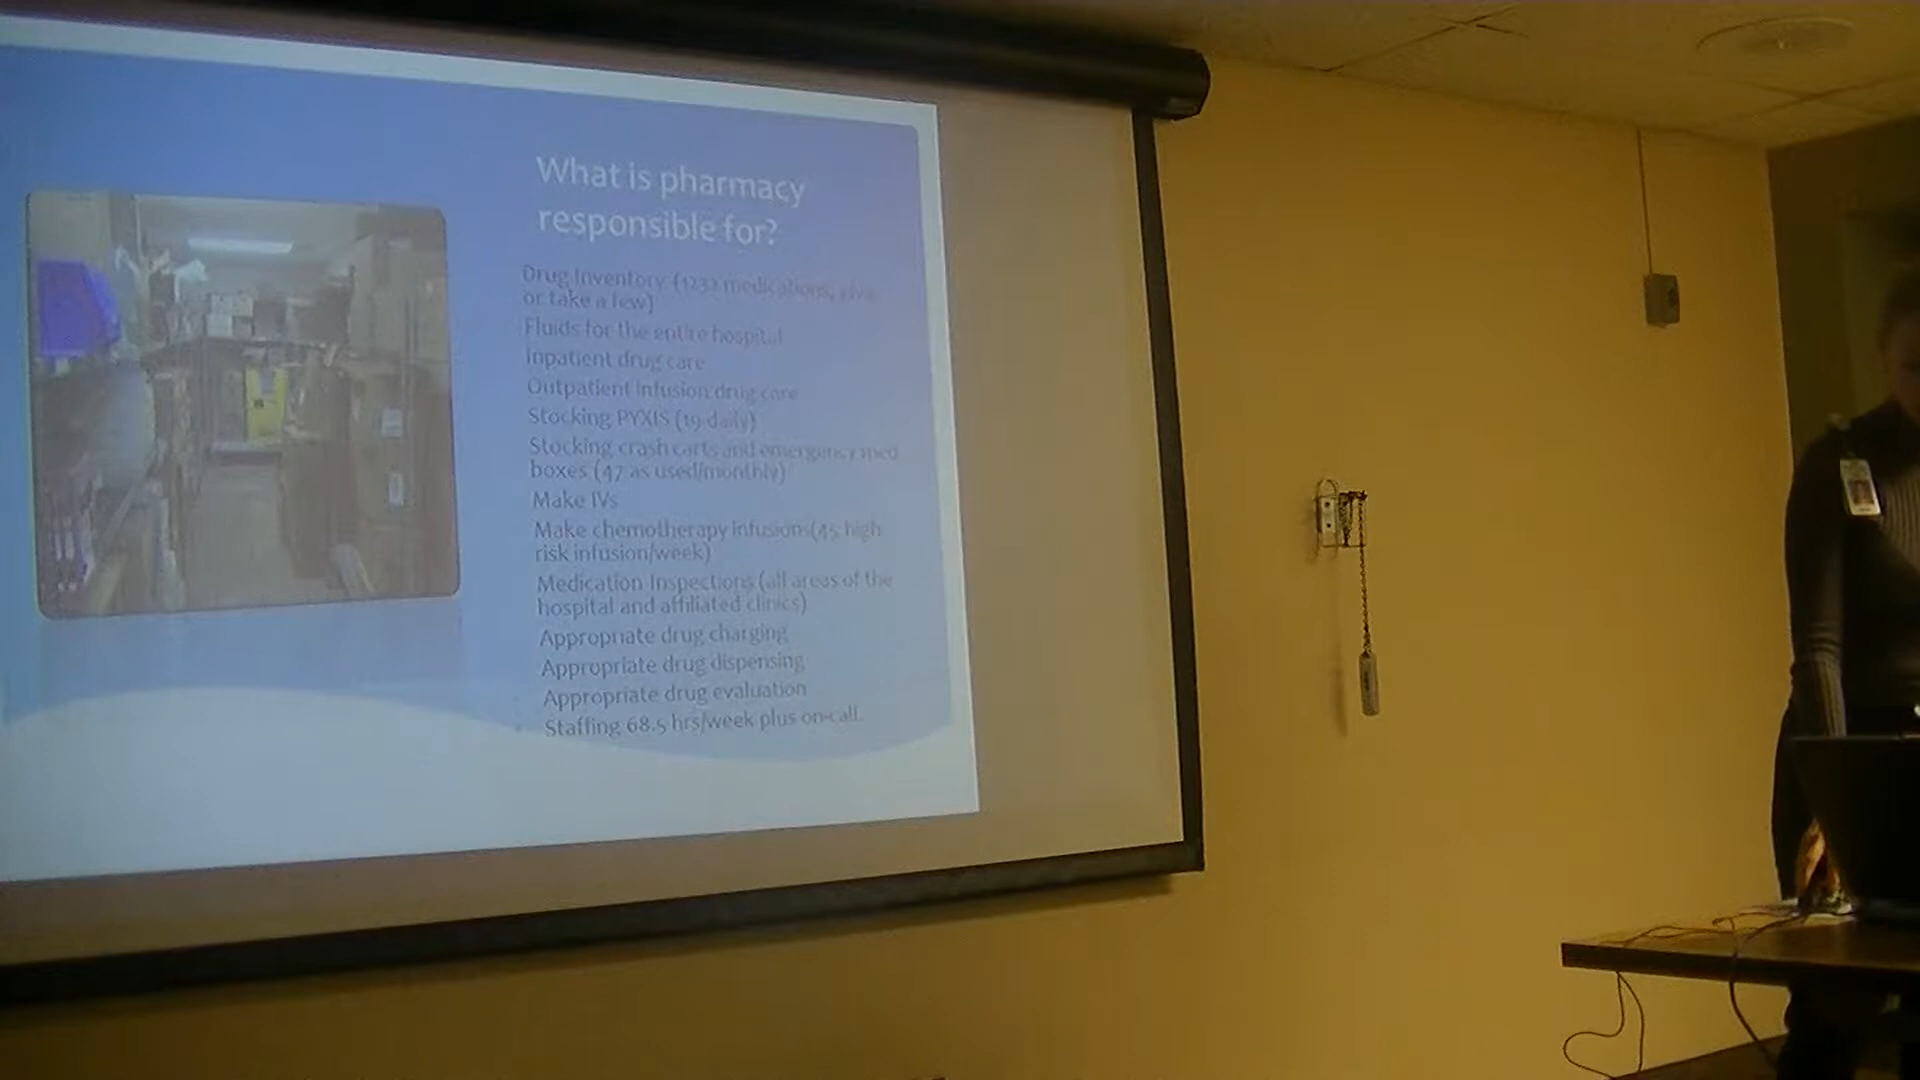 What is pharmacy
responsible for?
Drug Inventory (1232 medications, give
or take a few)
Fluids for the entire hospital
Inpatient drug care
Outpatient infusion drug care
Stocking PYXIS (19 daily)
Stocking crash carts and emergency med
boxes (47 as used/monthly)
Make IVs
Make chemotherapy infusions(45 high
risk infusion/week)
Medication Inspections (all areas of the
hospital and affiliated clinics)
Appropriate drug charging
Appropriate drug dispensing
Appropriate drug evaluation
Staffing 68.5 hrs/week plus on-call.